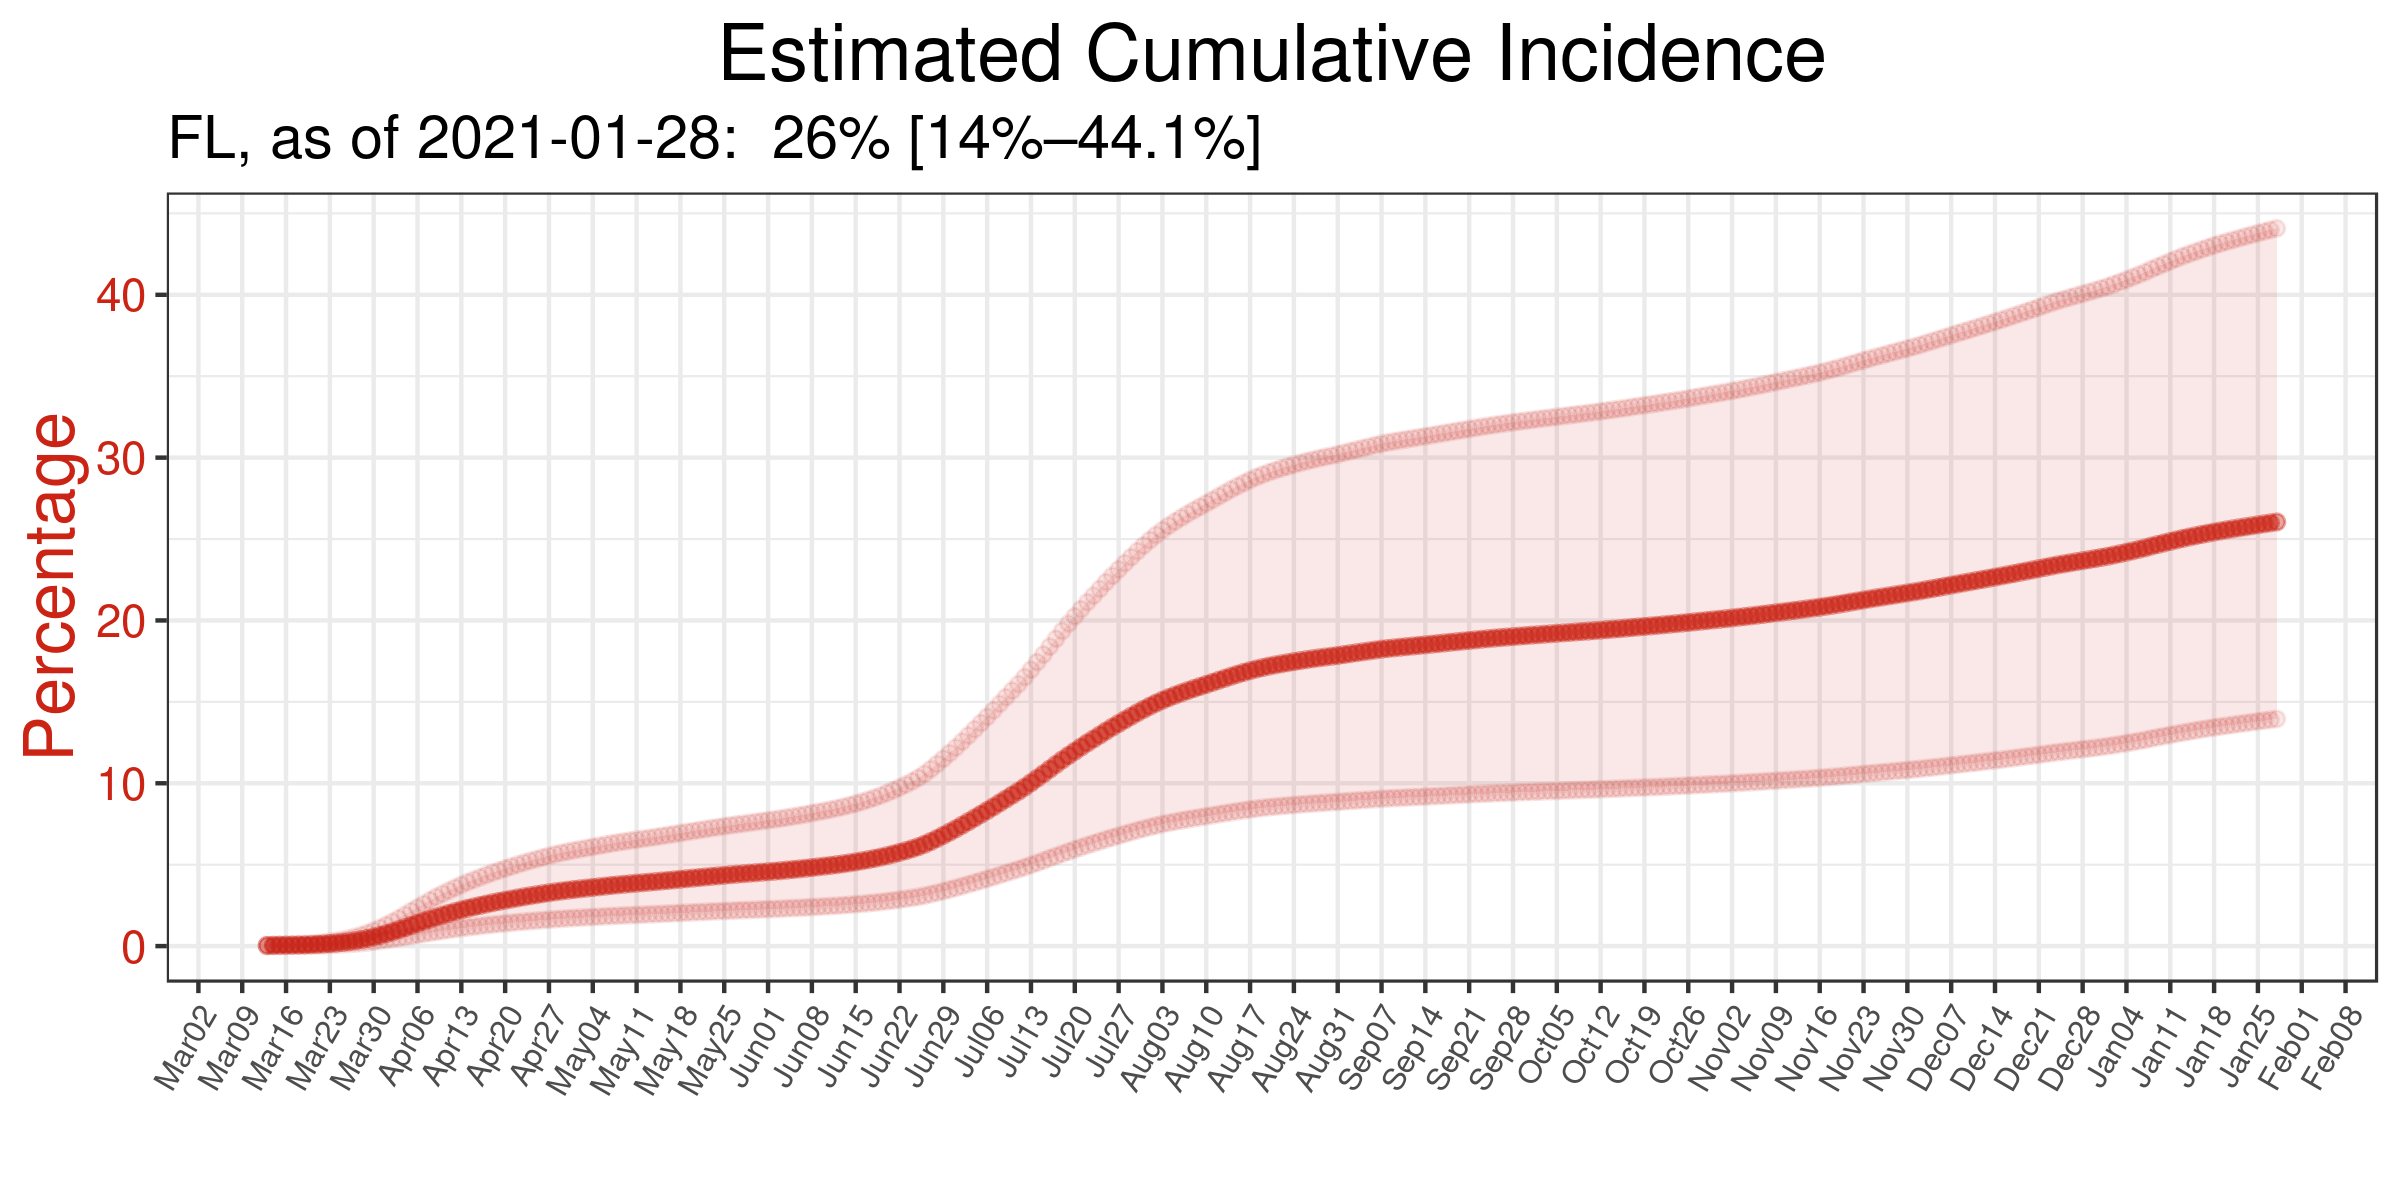 Estimated Cumulative Incidence
FL, as of 2021-01-28:  26% [14%–44.1%]
Percentage
40
30
20
10
0
Mar02
Mar09
Mar16
Mar23
Mar30
Apr06
Apr13
Apr20
Apr27
May04
May11
May18
May25
Jun01
Jun08
Jun15
Jun22
Jun29
Jul06
Jul13
Jul20
Jul27
Aug03
Aug10
Aug17
Aug24
Aug31
Sep07
Sep14
Sep21
Sep28
Oct05
Oct12
Oct19
Oct26
Nov02
Nov09
Nov16
Nov23
Nov30
Dec07
Dec14
Dec21
Dec28
Jan04
Jan11
Jan18
Jan25
Feb01
Feb08